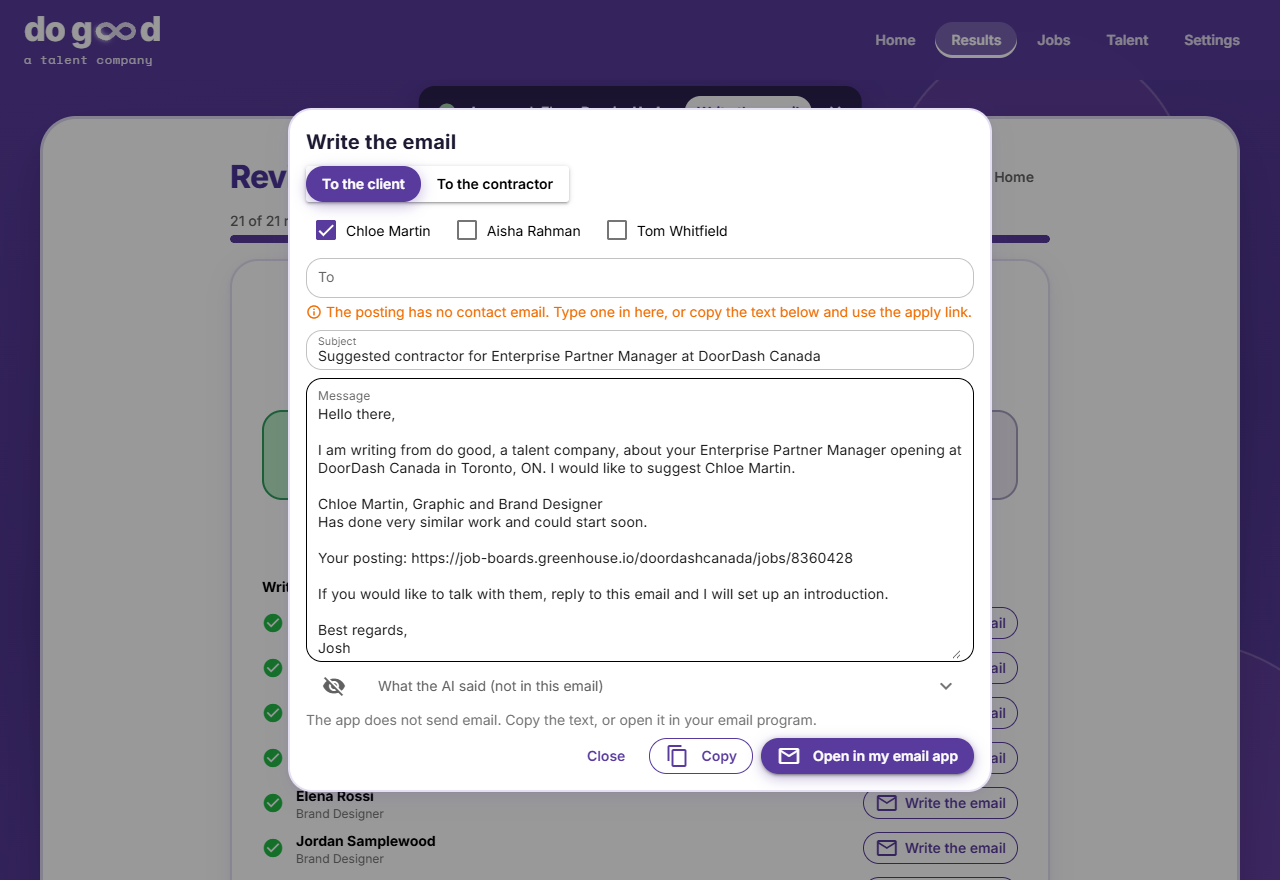 do good
a talent company
Home
Results
Jobs
Talent
Settings
Write the email
Rev
Home
To the client
To the contractor
21 of 21
Chloe Martin
Aisha Rahman
Tom Whitfield
To
The posting has no contact email. Type one in here, or copy the text below and use the apply link.
Subject
Suggested contractor for Enterprise Partner Manager at DoorDash Canada
Message
Hello there,
I am writing from do good, a talent company, about your Enterprise Partner Manager opening at
DoorDash Canada in Toronto, ON. I would like to suggest Chloe Martin.
Chloe Martin, Graphic and Brand Designer
Has done very similar work and could start soon.
Your posting: https://job-boards.greenhouse.io/doordashcanada/jobs/8360428
If you would like to talk with them, reply to this email and I will set up an introduction.
Best regards,
Josh
Writ
ail
ail
ail
ail
What the AI said (not in this email)
The app does not send email. Copy the text, or open it in your email program.
Close
Copy
Open in my email app
Elena Rossi
Brand Designer
Write the email
Jordan Samplewood
Brand Designer
Write the email